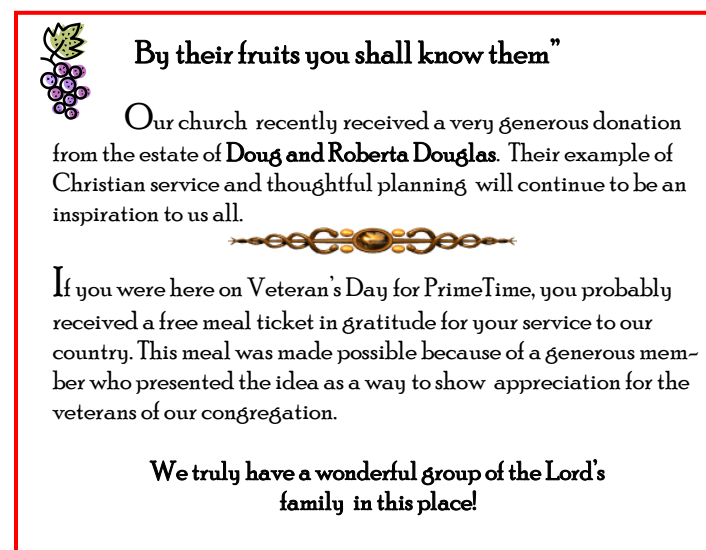 By their fruits you shall know them”
Our church recently received a very generous donation
from the estate of Doug and Roberta Douglas. Their example of
Christian service and thoughtful planning will continue to be an
inspiration to us all.
If you were here on Veteran’s Day for PrimeTime, you probably
received a free meal ticket in gratitude for your service to our
country. This meal was made possible because of a generous mem-
ber who presented the idea as a way to show appreciation for the
veterans of our congregation.
We truly have a wonderful group of the Lord’s
family in this place!